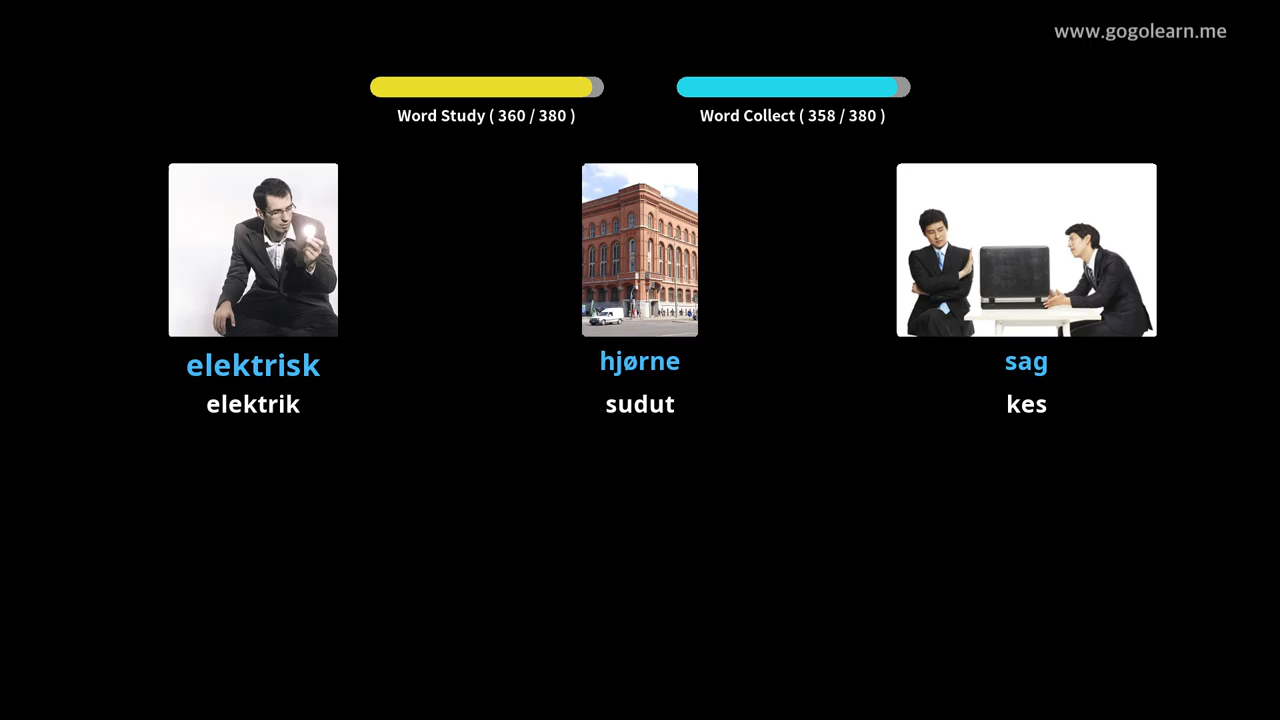 www.gogolearn.me
Word Study ( 360 / 380 )
Word Collect ( 358 / 380 )
elektrisk
hjørne
sag
elektrik
sudut
kes